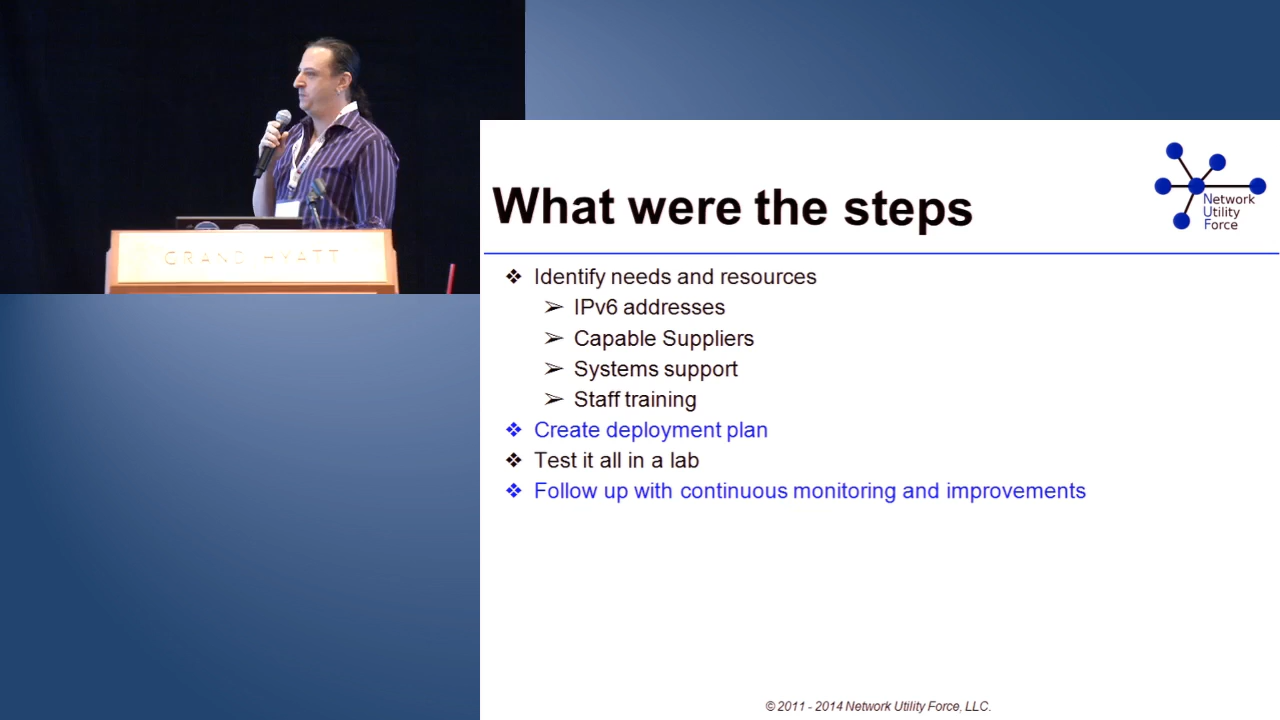 GRAND HYATT
What were the steps
Network
Utility
Force
❖ Identify needs and resources
➢ IPv6 addresses
➢ Capable Suppliers
➢ Systems support
➢ Staff training
❖ Create deployment plan
❖ Test it all in a lab
❖ Follow up with continuous monitoring and improvements
© 2011 - 2014 Network Utility Force, LLC.